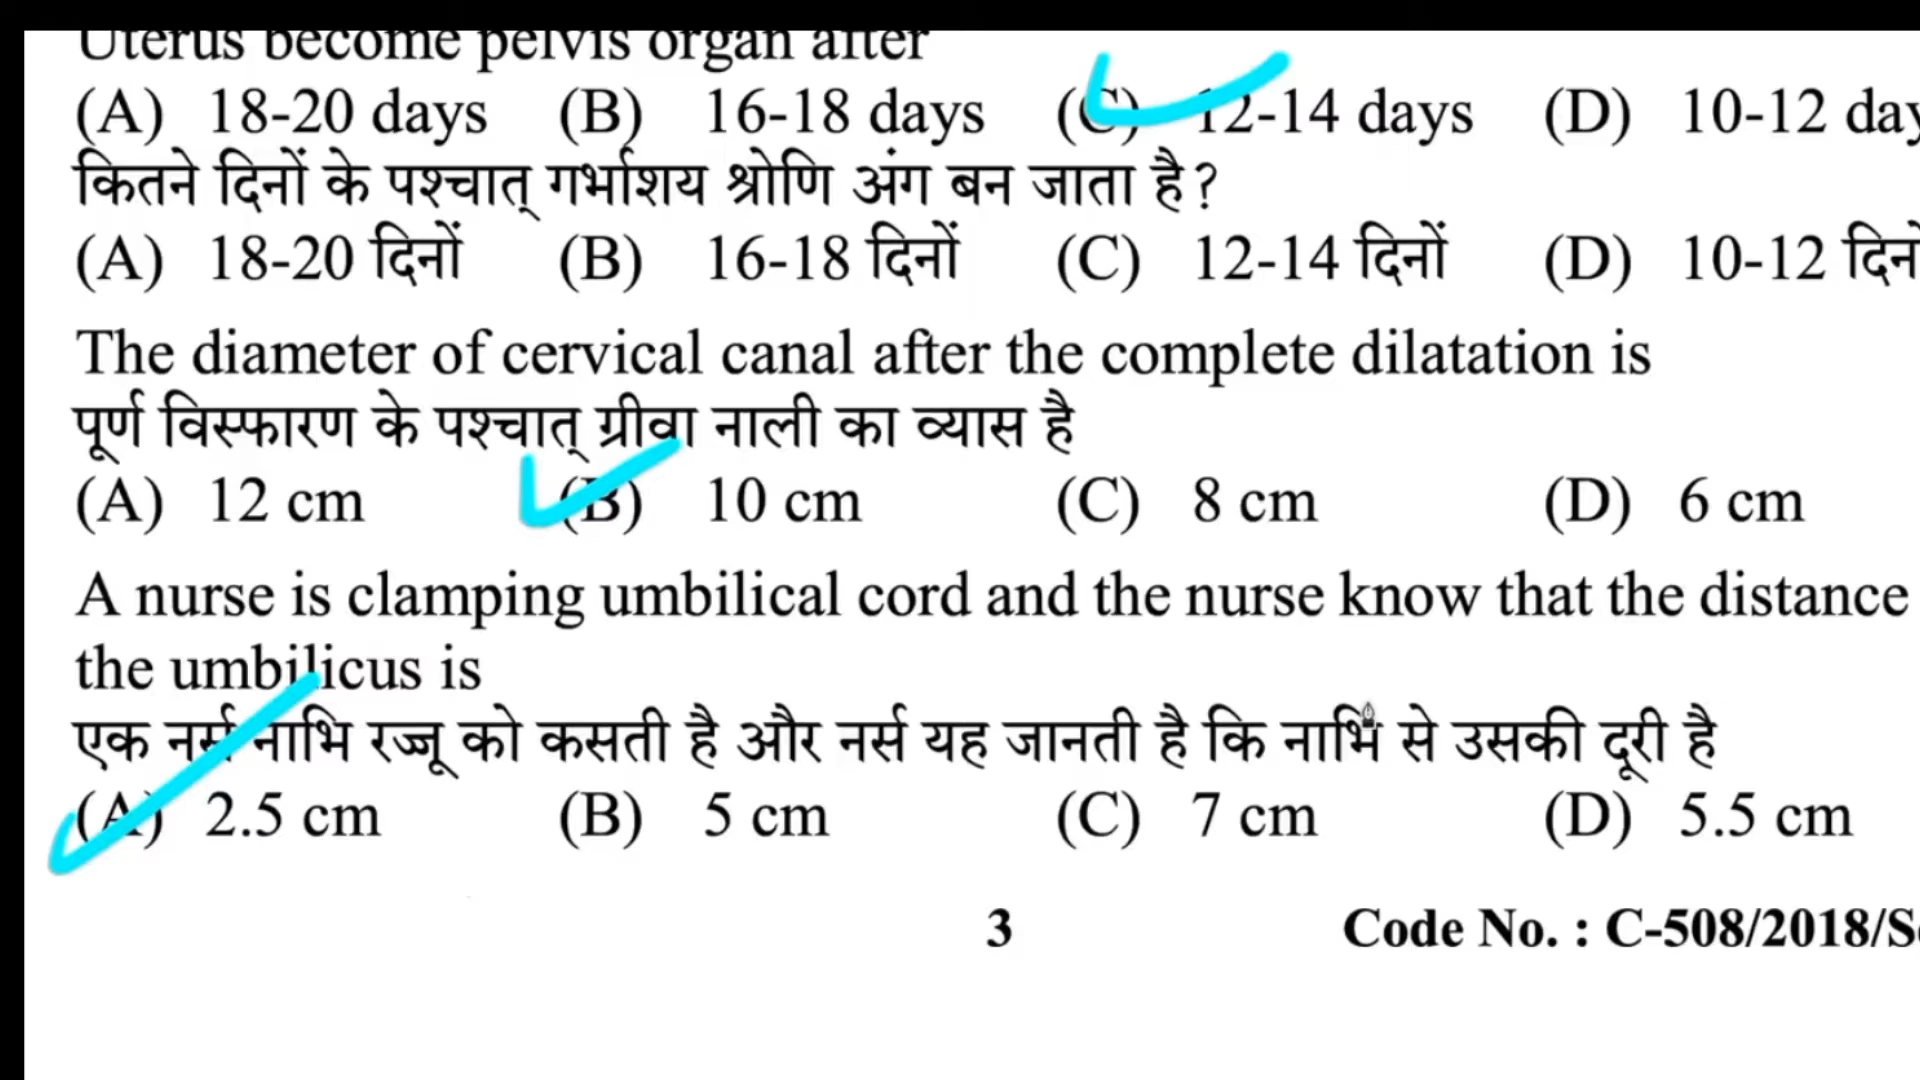 Uterus become pelvis organ after
(A) 18-20 days (B) 16-18 days (C) 12-14 days (D) 10-12
कितने दिनों के पश्चात् गर्भाशय श्रोणि अंग बन जाता है?
(A) 18-20 दिनों (B) 16-18 दिनों (C) 12-14 दिनों (D) 10-12
The diameter of cervical canal after the complete dilatation is
पूर्ण विस्फारण के पश्चात् ग्रीवा नाली का व्यास है
(A) 12 cm (B) 10 cm (C) 8 cm (D) 6 cm
A nurse is clamping umbilical cord and the nurse know that the distance
the umbilicus is
एक नर्स नाभि रज्जू को कसती है और नर्स यह जानती है कि नाभि से उसकी दूरी है
(A) 2.5 cm (B) 5 cm (C) 7 cm (D) 5.5 cm
3 Code No. : C-508/2018/